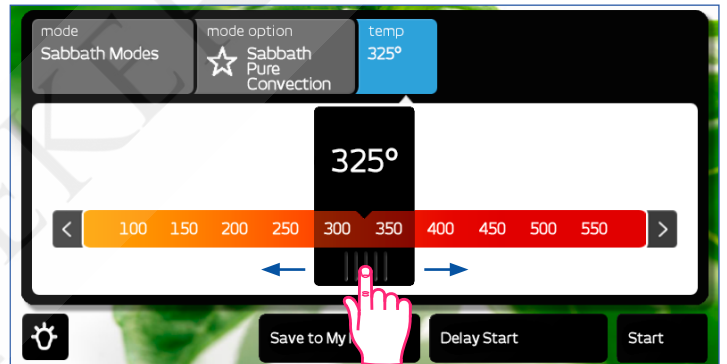 mode
Sabbath Modes
mode option
Sabbath
Pure
Convection
temp
325°
325°
< 100 150 200 250 300 350 400 450 500 550 >
Save to My
Delay Start
Start